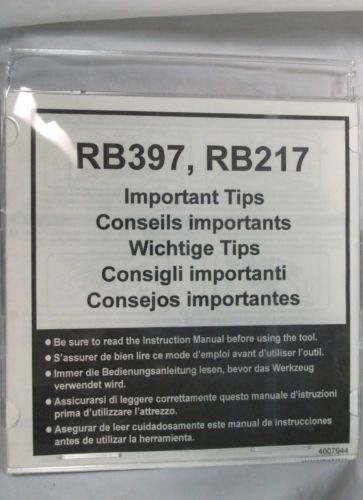 RB397, RB217
Important Tips
Conseils importants
Wichtige Tips
Consigli importanti
Consejos importantes
● Be sure to read the Instruction Manual before using the tool.
● S'assurer de bien lire ce mode d'emploi avant d'utiliser l'outil.
● Immer die Bedienungsanleitung lesen, bevor das Werkzeug
verwendet wird.
● Assicurarsi di leggere correttamente questo manuale d'istruzioni
prima d'utilizzare l'attrezzo.
● Asegurar de leer cuidadosamente este manual de instrucciones
antes de utilizar la herramienta.
4007944